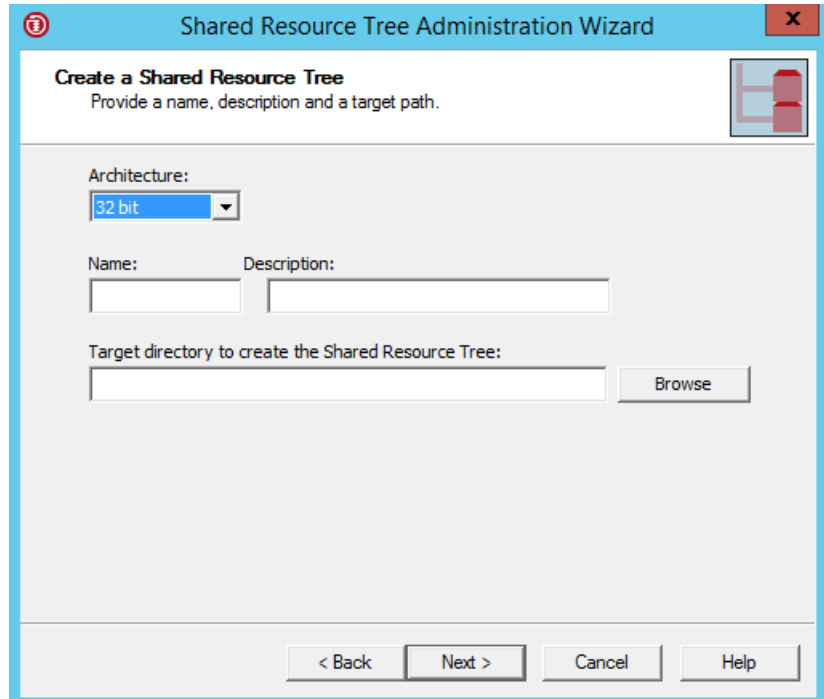 Shared Resource Tree Administration Wizard
x
Create a Shared Resource Tree
Provide a name, description and a target path.
Architecture:
32 bit
Name: Description:
Target directory to create the Shared Resource Tree:
Browse
< Back Next > Cancel Help